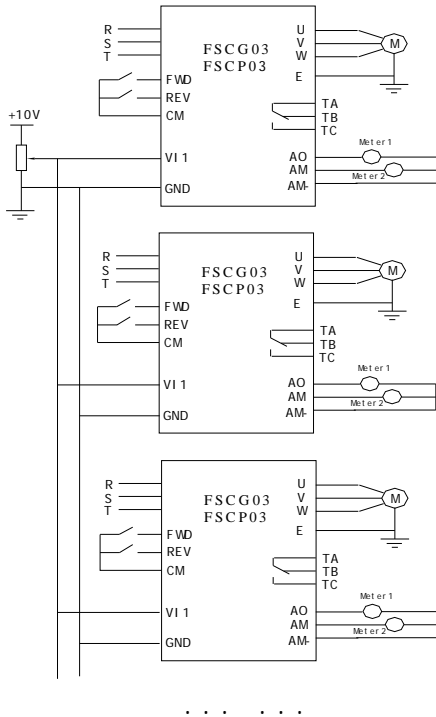 R
S
T
FSCG03
FSCP03
U
V
W
M
FWD
REV
CM
E
TA
TB
TC
+10V
VI1
GND
AO
AM
AM-
Meter1
Meter2
R
S
T
FSCG03
FSCP03
U
V
W
M
FWD
REV
CM
E
TA
TB
TC
VI1
GND
AO
AM
AM-
Meter1
Meter2
R
S
T
FSCG03
FSCP03
U
V
W
M
FWD
REV
CM
E
TA
TB
TC
VI1
GND
AO
AM
AM-
Meter1
Meter2
. . . . . .